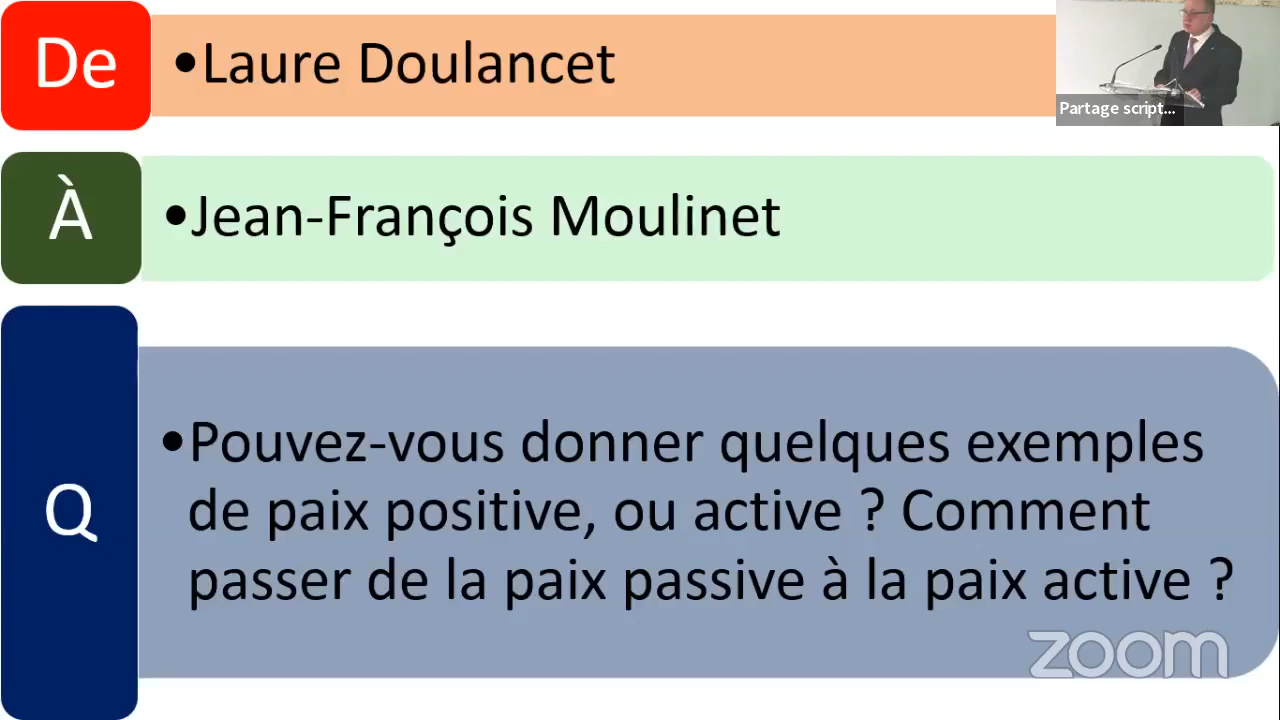 De
•Laure Doulancet
Partage script...
À
•Jean-François Moulinet
Q
•Pouvez-vous donner quelques exemples
de paix positive, ou active ? Comment
passer de la paix passive à la paix active ?
zoom